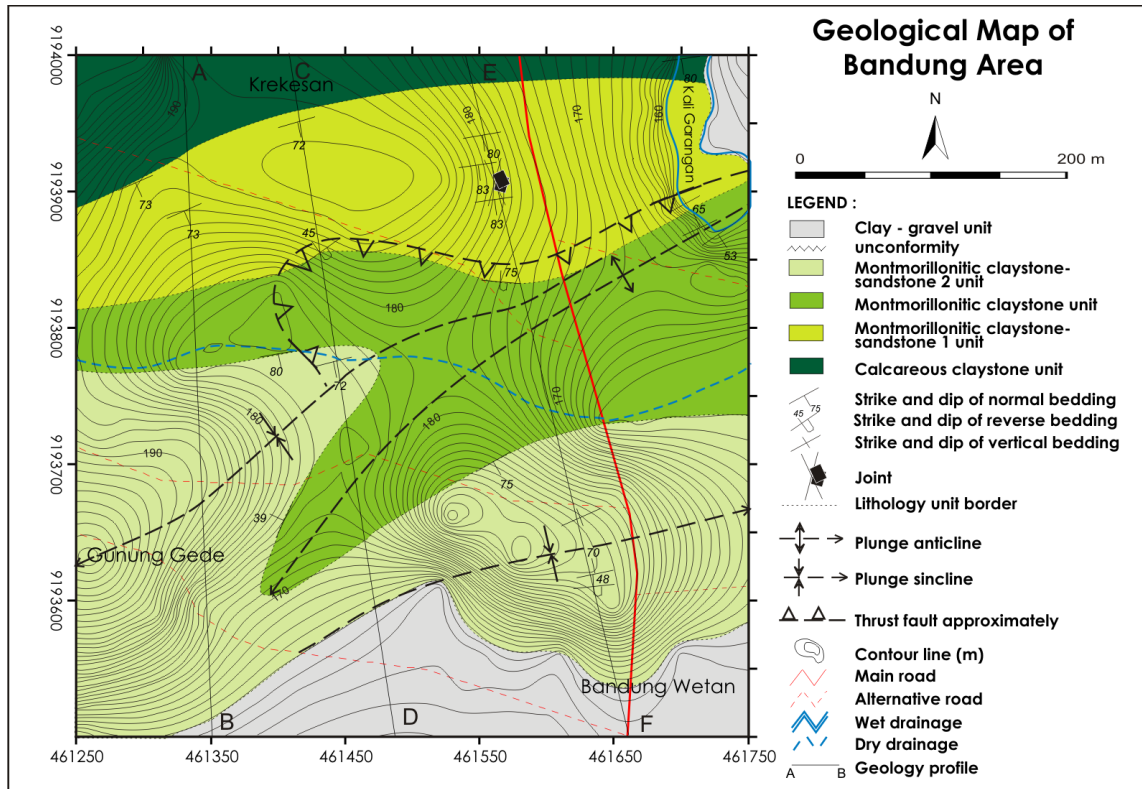 Geological Map of
Bandung Area
N
0
200 m
LEGEND :
Clay - gravel unit
unconformity
Montmorillonitic claystone-
sandstone 2 unit
Montmorillonitic claystone unit
Montmorillonitic claystone-
sandstone 1 unit
Calcareous claystone unit
75
Strike and dip of normal bedding
45
Strike and dip of reverse bedding
Strike and dip of vertical bedding
Joint
Lithology unit border
Plunge anticline
Plunge sincline
Thrust fault approximately
Contour line (m)
Main road
Alternative road
Wet drainage
Dry drainage
A B
Geology profile
9194000
9193900
9193800
9193700
9193600
461250
461350
461450
461550
461650
461750
A
C
E
Krekesan
Kali Garangan
190
180
170
160
80
72
80
83
83
73
73
45
75
65
53
180
80
72
180
170
180
190
75
39
Gunung Gede
170
70
48
Bandung Wetan
B
D
F